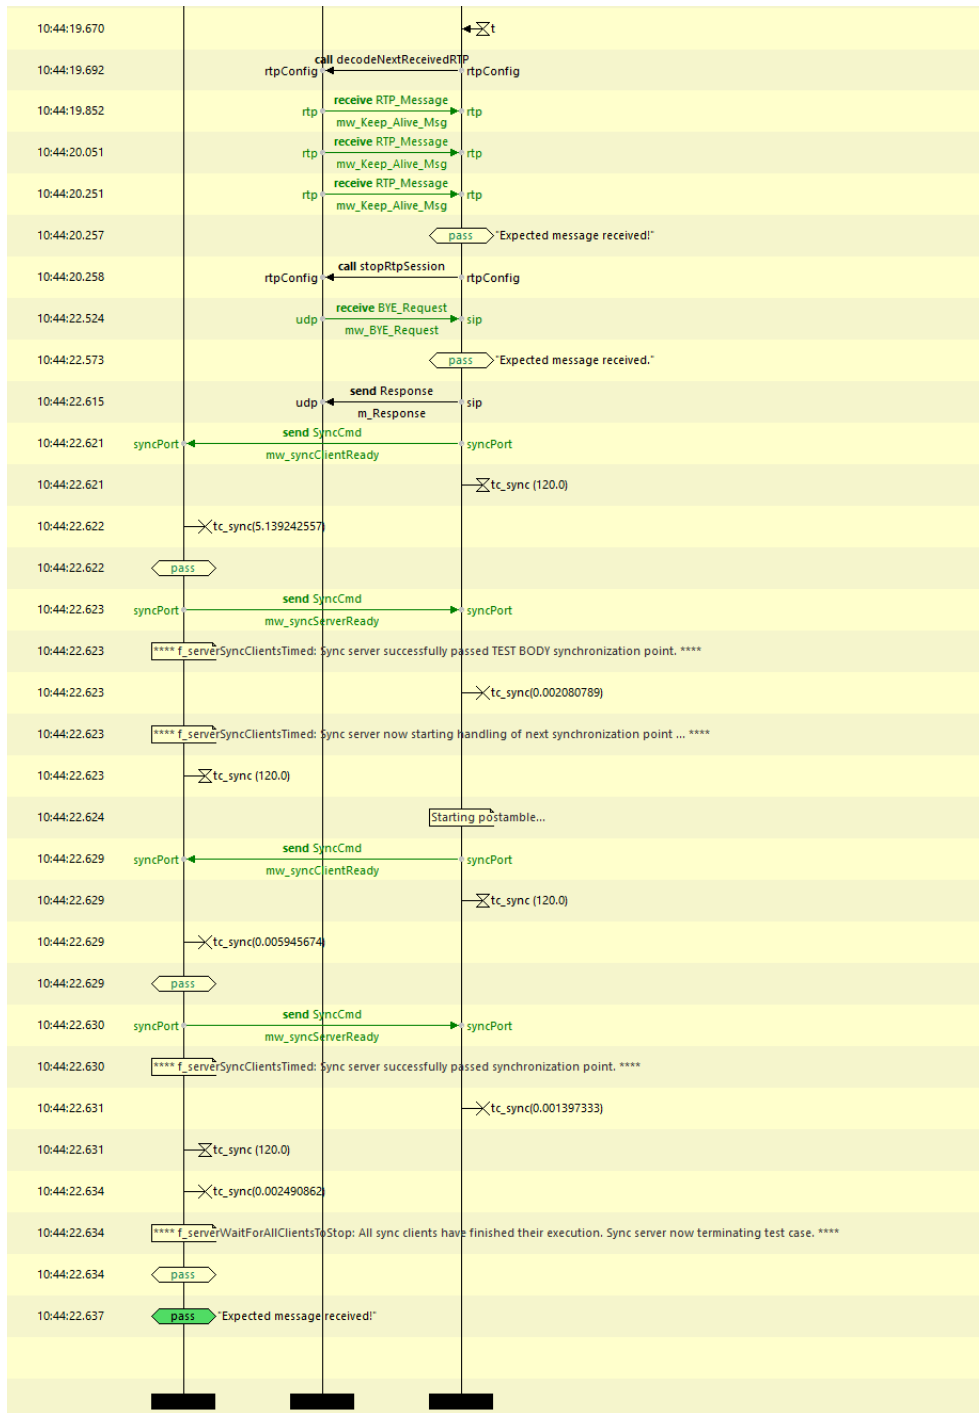 10:44:19.670 t
call decodeNextReceivedRTP
10:44:19.692 rtpConfig rtpConfig
receive RTP_Message
10:44:19.852 rtp rtp
mw_Keep_Alive_Msg
receive RTP_Message
10:44:20.051 rtp rtp
mw_Keep_Alive_Msg
receive RTP_Message
10:44:20.251 rtp rtp
mw_Keep_Alive_Msg
10:44:20.257 pass "Expected message received!"
call stopRtpSession
10:44:20.258 rtpConfig rtpConfig
receive BYE_Request
10:44:22.524 udp sip
mw_BYE_Request
10:44:22.573 pass "Expected message received."
send Response
10:44:22.615 udp sip
m_Response
send SyncCmd
10:44:22.621 syncPort syncPort
mw_syncClientReady
10:44:22.621 tc_sync (120.0)
10:44:22.622 tc_sync(5.139242557)
10:44:22.622 pass
send SyncCmd
10:44:22.623 syncPort syncPort
mw_syncServerReady
10:44:22.623 **** f_serverSyncClientsTimed: Sync server successfully passed TEST BODY synchronization point. ****
10:44:22.623 tc_sync(0.002080789)
10:44:22.623 **** f_serverSyncClientsTimed: Sync server now starting handling of next synchronization point ... ****
10:44:22.623 tc_sync (120.0)
10:44:22.624 Starting postamble...
send SyncCmd
10:44:22.629 syncPort syncPort
mw_syncClientReady
10:44:22.629 tc_sync (120.0)
10:44:22.629 tc_sync(0.005945674)
10:44:22.629 pass
send SyncCmd
10:44:22.630 syncPort syncPort
mw_syncServerReady
10:44:22.630 **** f_serverSyncClientsTimed: Sync server successfully passed synchronization point. ****
10:44:22.631 tc_sync(0.001397333)
10:44:22.631 tc_sync (120.0)
10:44:22.634 tc_sync(0.002490862)
10:44:22.634 **** f_serverWaitForAllClientsToStop: All sync clients have finished their execution. Sync server now terminating test case. ****
10:44:22.634 pass
10:44:22.637 pass "Expected message received!"